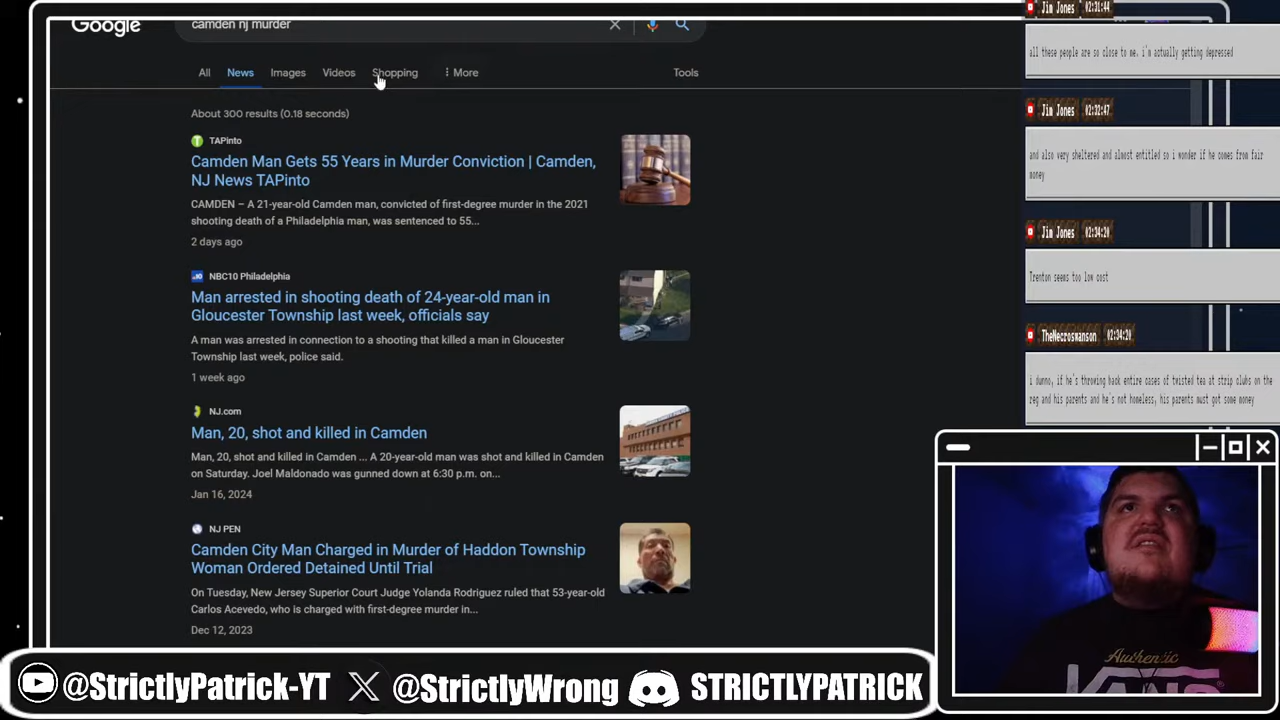 Google
camden nj murder
All News Images Videos Shopping More Tools
About 300 results (0.18 seconds)
TAPinto
Camden Man Gets 55 Years in Murder Conviction | Camden,
NJ News TAPinto
CAMDEN – A 21-year-old Camden man, convicted of first-degree murder in the 2021
shooting death of a Philadelphia man, was sentenced to 55...
2 days ago
NBC10 Philadelphia
Man arrested in shooting death of 24-year-old man in
Gloucester Township last week, officials say
A man was arrested in connection to a shooting that killed a man in Gloucester
Township last week, police said.
1 week ago
NJ.com
Man, 20, shot and killed in Camden
Man, 20, shot and killed in Camden ... A 20-year-old man was shot and killed in Camden
on Saturday. Joel Maldonado was gunned down at 6:30 p.m. on...
Jan 16, 2024
NJ PEN
Camden City Man Charged in Murder of Haddon Township
Woman Ordered Detained Until Trial
On Tuesday, New Jersey Superior Court Judge Yolanda Rodriguez ruled that 53-year-old
Carlos Acevedo, who is charged with first-degree murder in...
Dec 12, 2023
Jim Jones 02:31:44
all these people are so close to me. i'm actually getting depressed
Jim Jones 02:32:47
and also very sheltered and almost entitled so i wonder if he comes from fair
money
Jim Jones 02:34:20
Trenton seems too low cost
TheNecroswanson 02:34:20
i dunno, if he's throwing back entire cases of twisted tea at strip clubs on the
reg and his parents and he's not homeless, his parents must got some money
Authentic
VANS
@StrictlyPatrick-YT @StrictlyWrong STRICTLYPATRICK